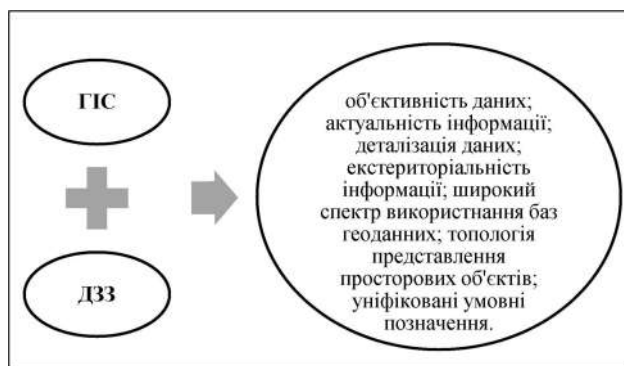 ГІС
ДЗЗ
об'єктивність даних;
актуальність інформації;
деталізація даних;
екстериторіальність
інформації; широкий
спектр використнання баз
геоданних; топологія
представлення
просторових об'єктів;
уніфіковані умовні
позначення.